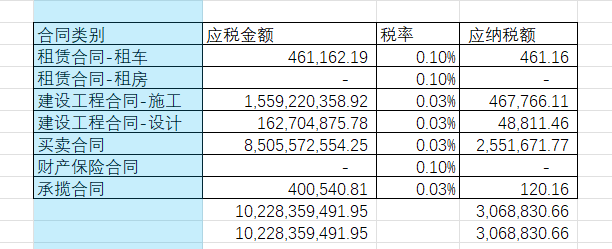 合同类别 应税金额 税率 应纳税额
租赁合同-租车 461,162.19 0.10% 461.16
租赁合同-租房 - 0.10% -
建设工程合同-施工 1,559,220,358.92 0.03% 467,766.11
建设工程合同-设计 162,704,875.78 0.03% 48,811.46
买卖合同 8,505,572,554.25 0.03% 2,551,671.77
财产保险合同 - 0.10% -
承揽合同 400,540.81 0.03% 120.16
10,228,359,491.95 3,068,830.66
10,228,359,491.95 3,068,830.66